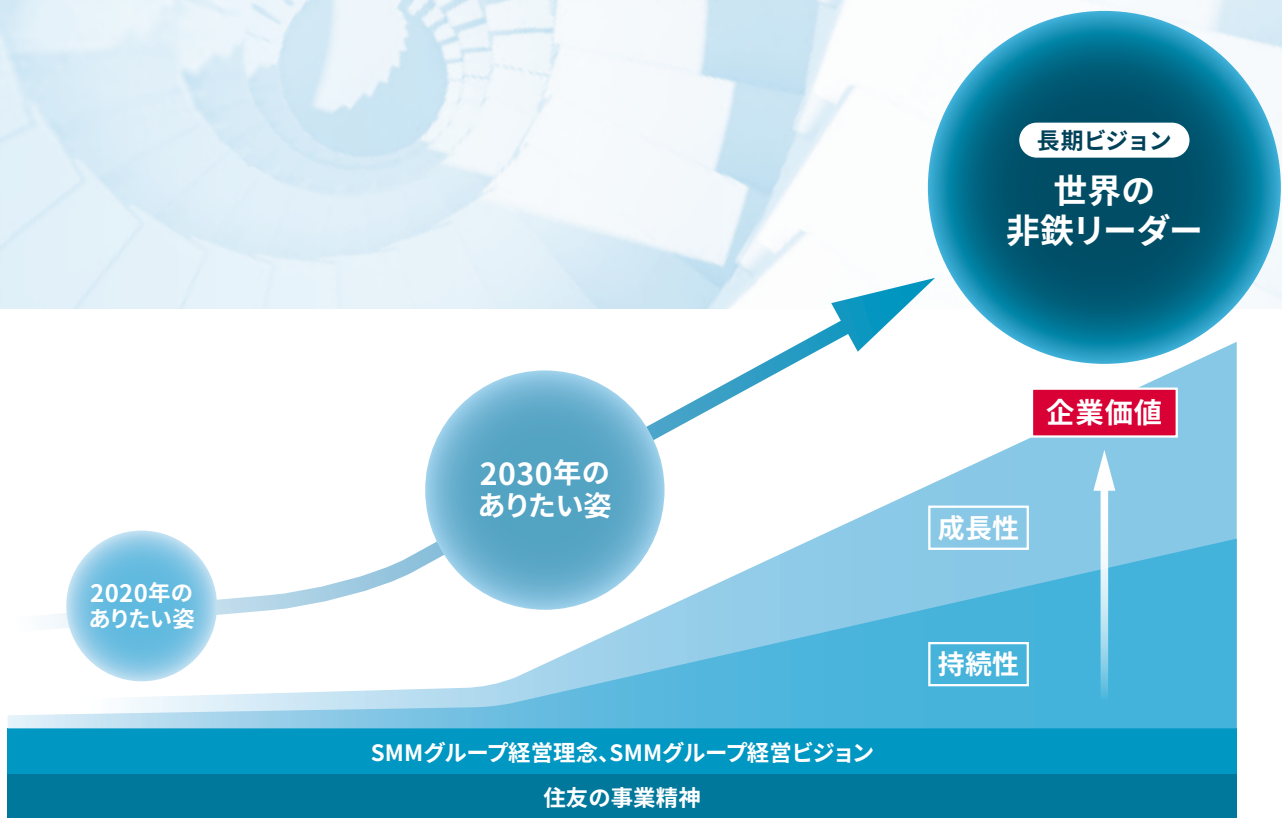 長期ビジョン
世界の
非鉄リーダー
2030年の
ありたい姿
2020年の
ありたい姿
企業価値
成長性
持続性
SMMグループ経営理念、SMMグループ経営ビジョン
住友の事業精神